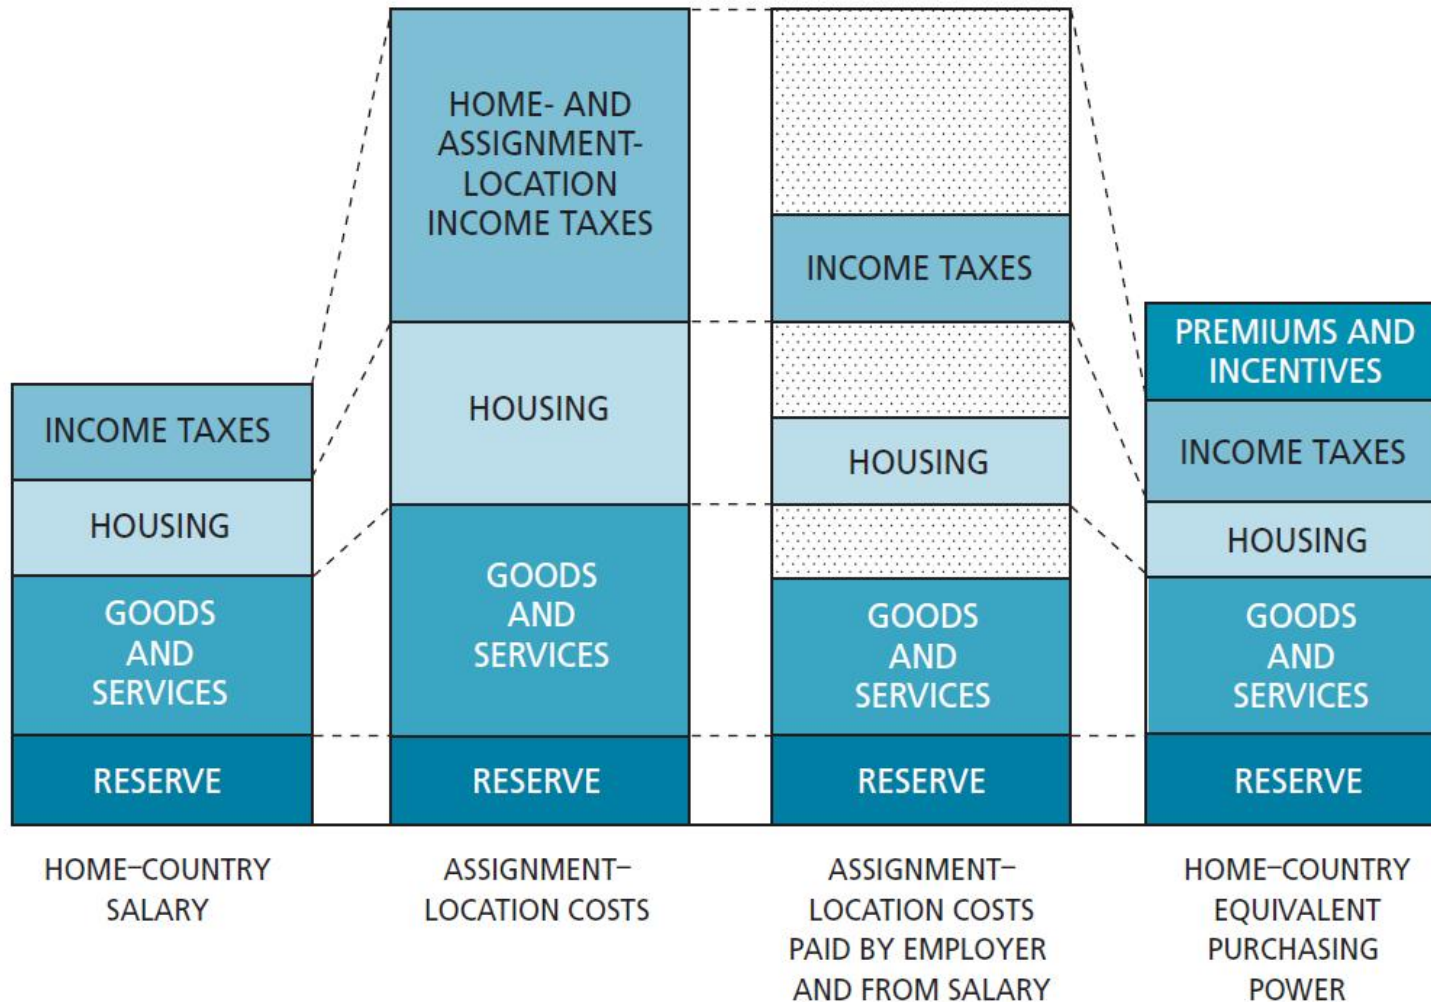 INCOME TAXES
HOUSING
GOODS
AND
SERVICES
RESERVE
HOME–COUNTRY
SALARY
HOME- AND
ASSIGNMENT-
LOCATION
INCOME TAXES
HOUSING
GOODS
AND
SERVICES
RESERVE
ASSIGNMENT–
LOCATION COSTS
INCOME TAXES
HOUSING
GOODS
AND
SERVICES
RESERVE
ASSIGNMENT–
LOCATION COSTS
PAID BY EMPLOYER
AND FROM SALARY
PREMIUMS AND
INCENTIVES
INCOME TAXES
HOUSING
GOODS
AND
SERVICES
RESERVE
HOME–COUNTRY
EQUIVALENT
PURCHASING
POWER